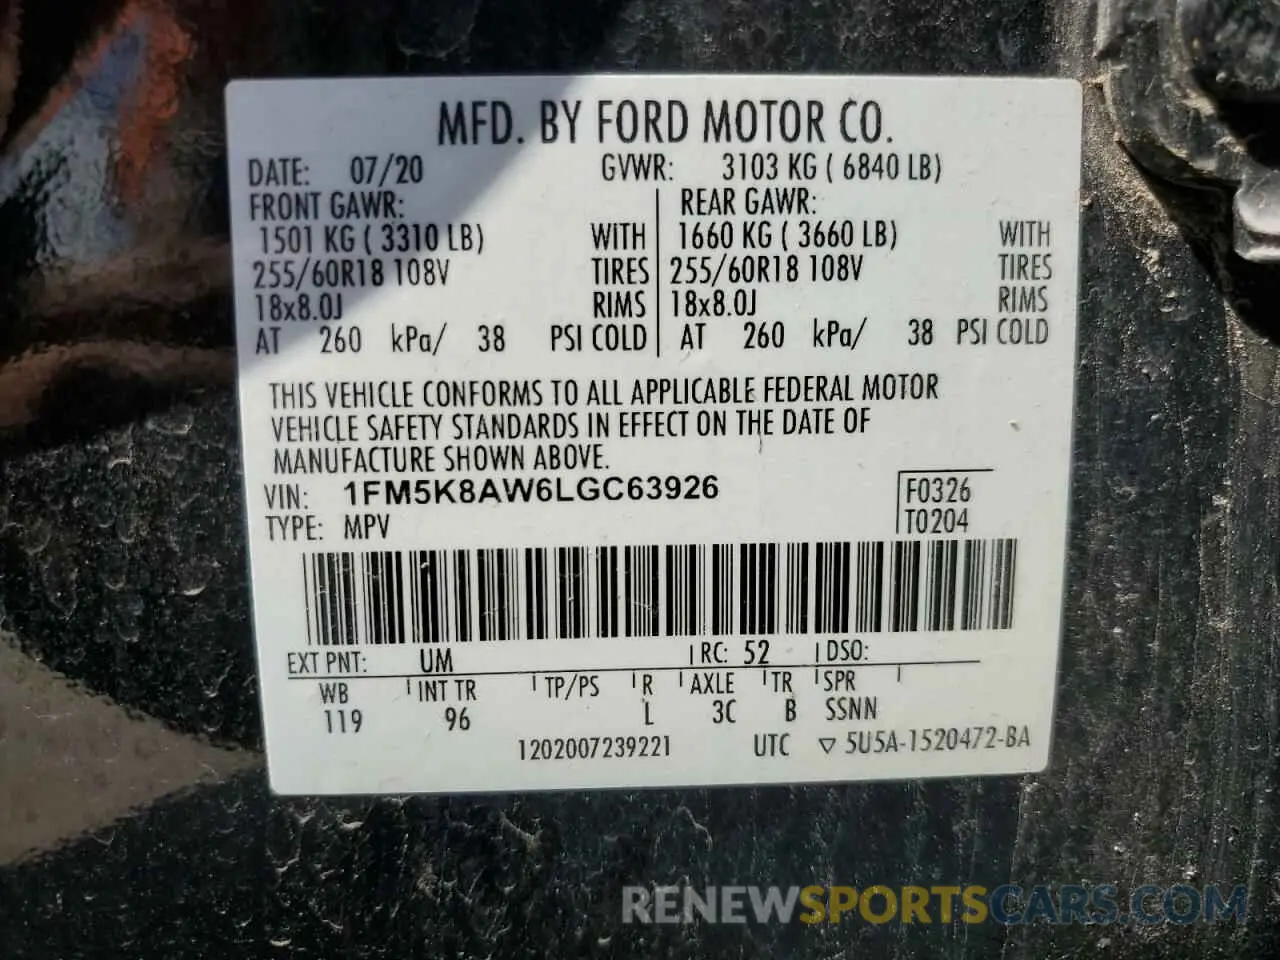 MFD. BY FORD MOTOR CO.
DATE: 07/20 GVWR: 3103 KG ( 6840 LB)
FRONT GAWR: REAR GAWR:
1501 KG ( 3310 LB) WITH 1660 KG ( 3660 LB) WITH
255/60R18 108V TIRES 255/60R18 108V TIRES
18x8.0J RIMS 18x8.0J RIMS
AT 260 kPa/ 38 PSI COLD AT 260 kPa/ 38 PSI COLD
THIS VEHICLE CONFORMS TO ALL APPLICABLE FEDERAL MOTOR
VEHICLE SAFETY STANDARDS IN EFFECT ON THE DATE OF
MANUFACTURE SHOWN ABOVE.
VIN: 1FM5K8AW6LGC63926 F0326
TYPE: MPV T0204
EXT PNT: UM RC: 52 DSO:
WB INT TR TP/PS R AXLE TR SPR
119 96 L 3C B SSNN
1202007239221 UTC ▽ 5U5A-1520472-BA
RENEWSPORTSCARS.COM